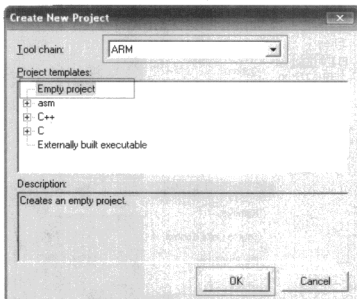 Create New Project
Tool chain: ARM
Project templates:
Empty project
asm
C++
C
Externally built executable
Description:
Creates an empty project.
OK Cancel